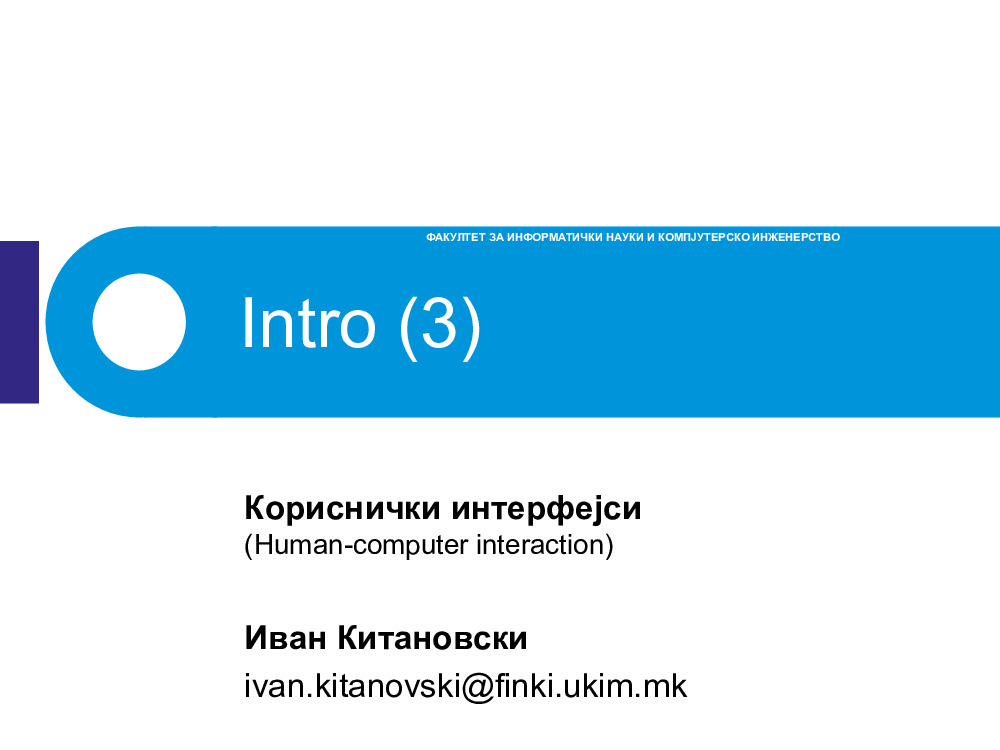 ФАКУЛТЕТ ЗА ИНФОРМАТИЧКИ НАУКИ И КОМПЈУТЕРСКО ИНЖЕНЕРСТВО
Intro (3)
Кориснички интерфејси
(Human-computer interaction)
Иван Китановски
ivan.kitanovski@finki.ukim.mk